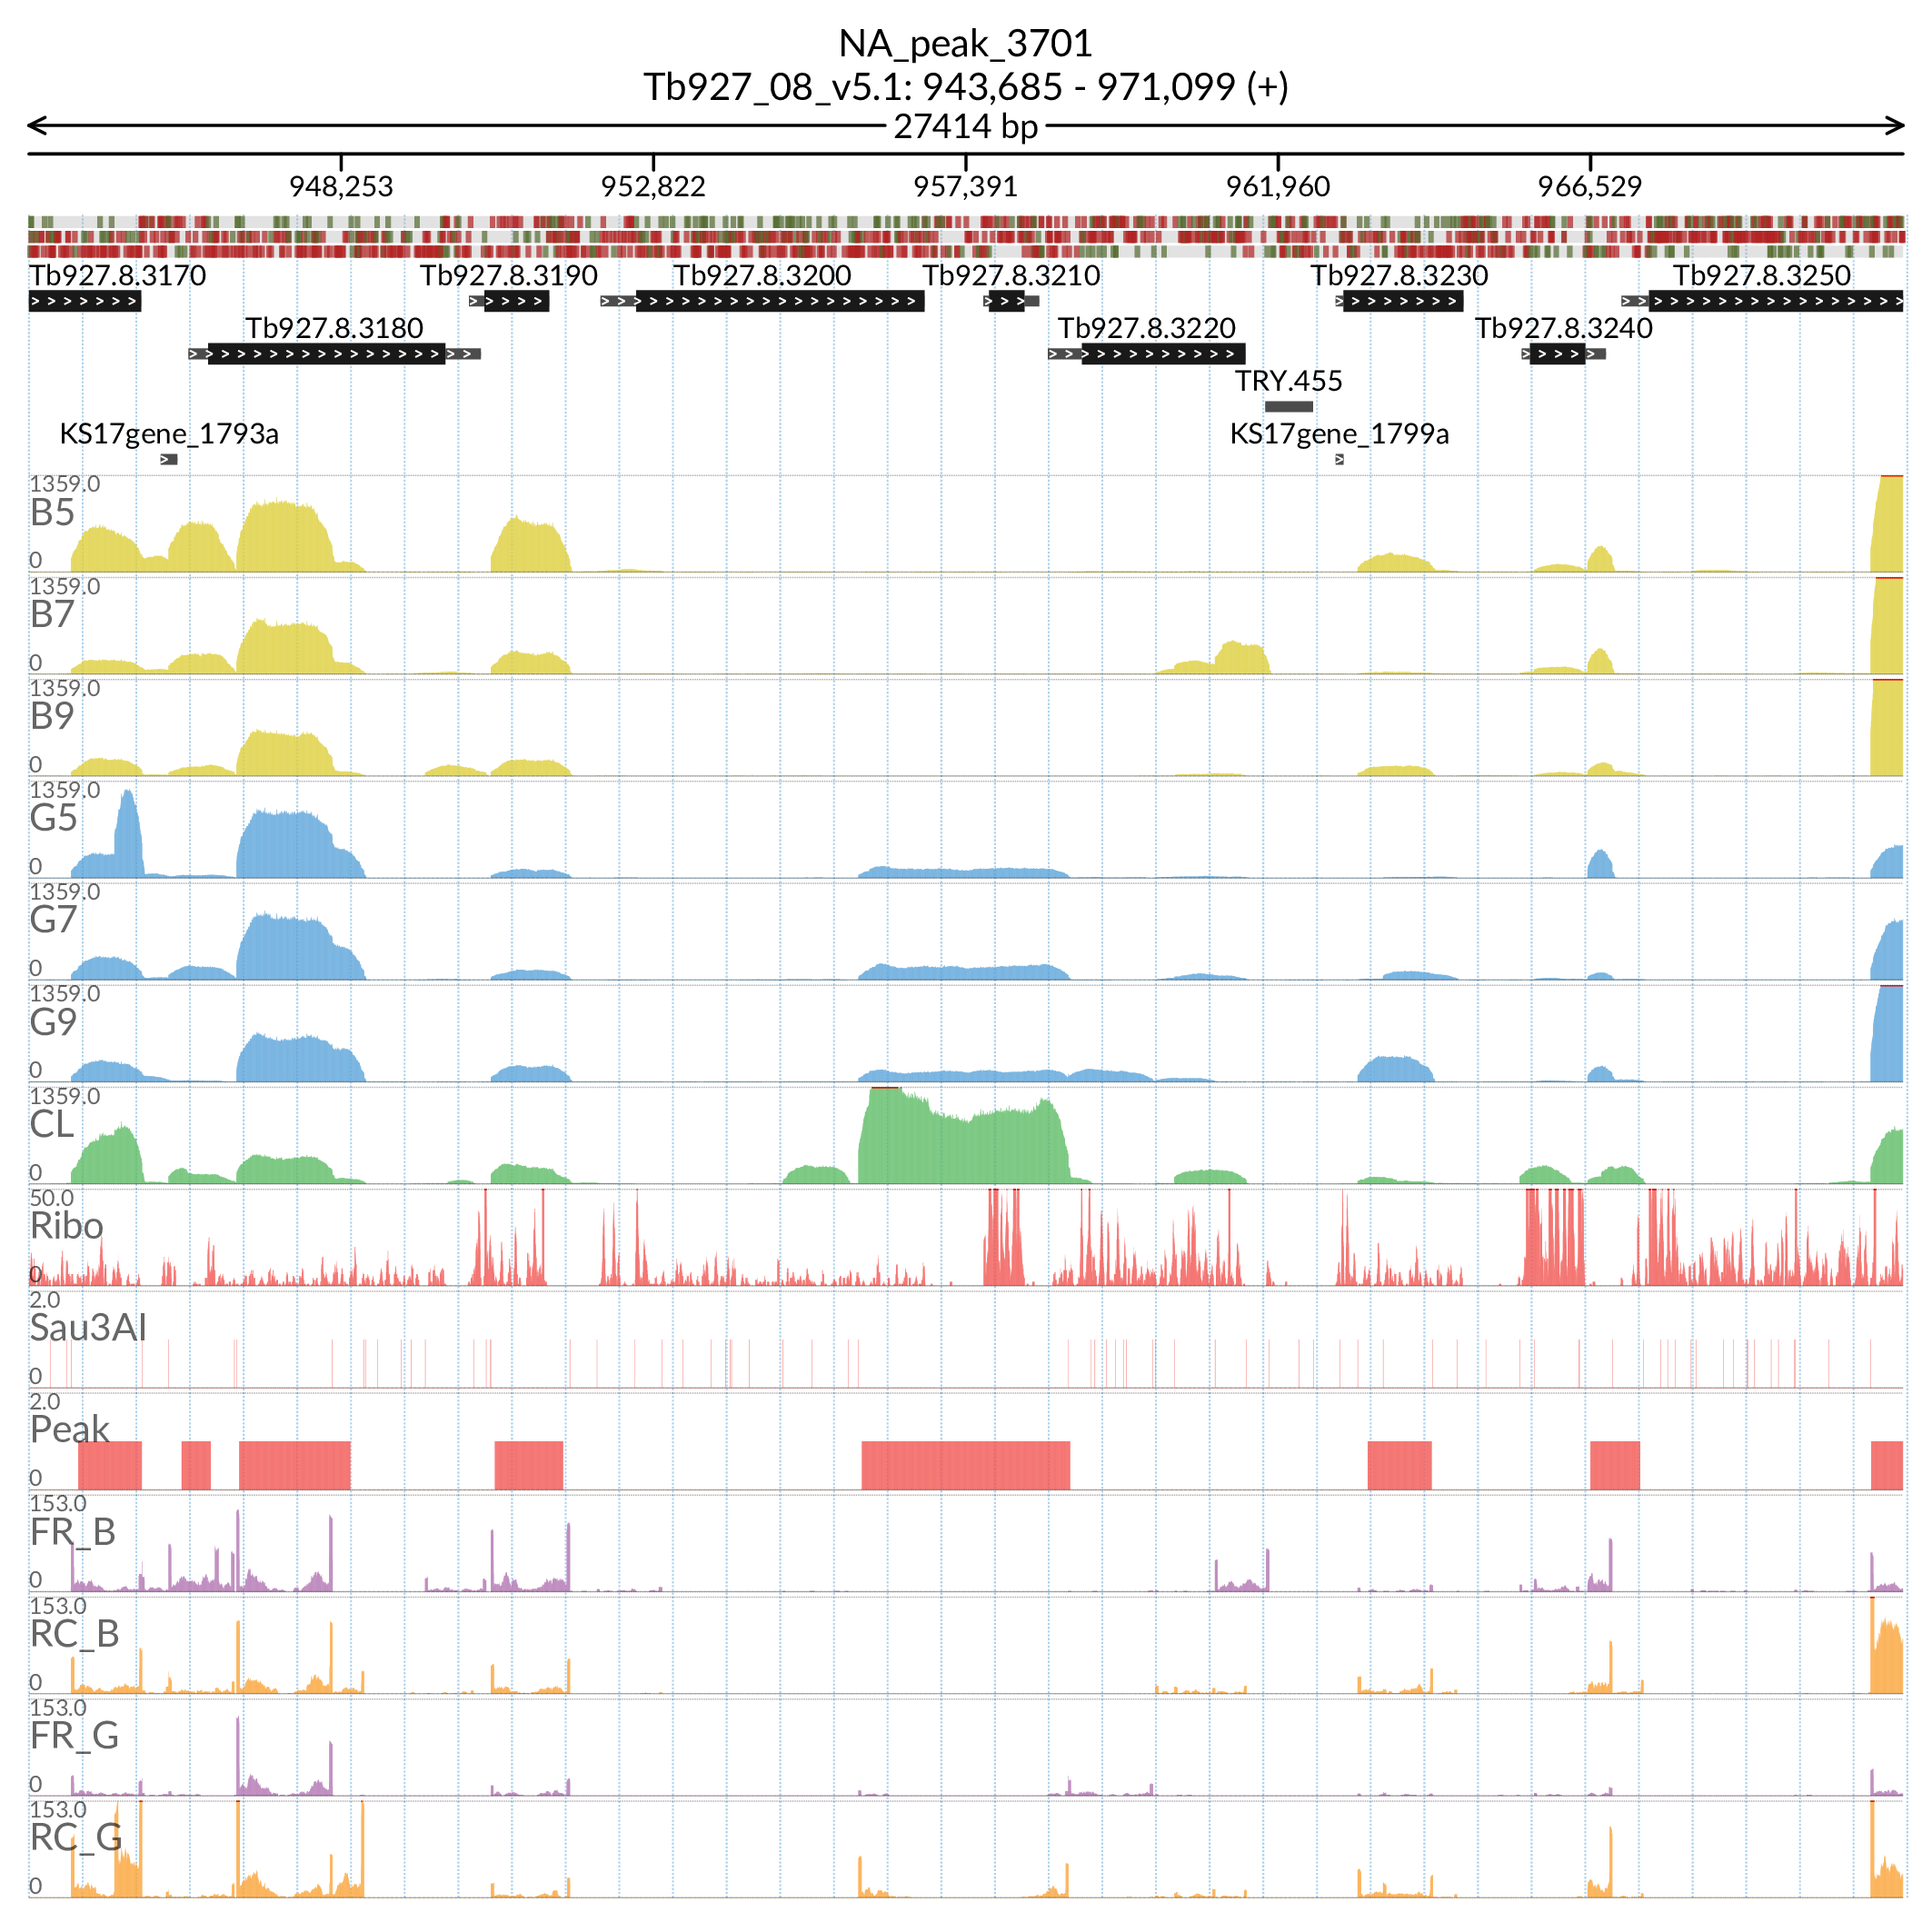 NA_peak_3701
Tb927_08_v5.1: 943,685 - 971,099 (+)
27414 bp
948,253 952,822 957,391 961,960 966,529
Tb927.8.3170 Tb927.8.3190 Tb927.8.3200 Tb927.8.3210 Tb927.8.3230 Tb927.8.3250
Tb927.8.3180 Tb927.8.3220 Tb927.8.3240
TRY.455
KS17gene_1793a KS17gene_1799a
1359.0
B5
0
1359.0
B7
0
1359.0
B9
0
1359.0
G5
0
1359.0
G7
0
1359.0
G9
0
1359.0
CL
0
50.0
Ribo
0
2.0
Sau3AI
0
2.0
Peak
0
153.0
FR_B
0
153.0
RC_B
0
153.0
FR_G
0
153.0
RC_G
0